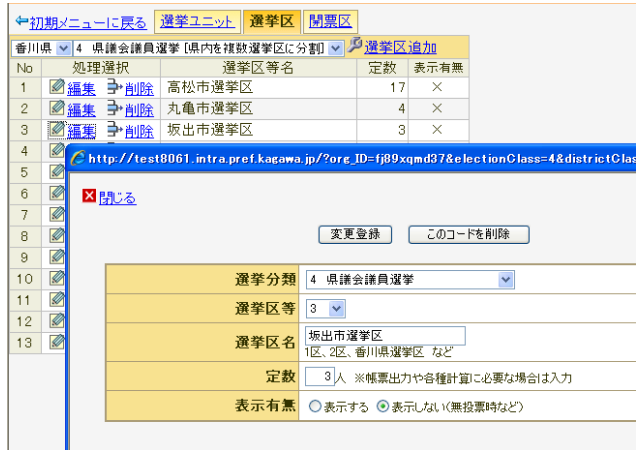 初期メニューに戻る 選挙ユニット 選挙区 開票区
香川県 4 県議会議員選挙 [県内を複数選挙区に分割] 選挙区追加
No 処理選択 選挙区等名 定数 表示有無
1 編集 削除 高松市選挙区 17 ×
2 編集 削除 丸亀市選挙区 4 ×
3 編集 削除 坂出市選挙区 3 ×
4
http://test8061.intra.pref.kagawa.jp/?org_ID=fj89xqmd37&electionClass=4&districtClas
5
6
閉じる
7
8
変更登録 このコードを削除
9
10
選挙分類 4 県議会議員選挙
11
選挙区等 3
12
13
選挙区名 坂出市選挙区
1区、2区、香川県選挙区 など
定数 3 人 ※帳票出力や各種計算に必要な場合は入力
表示有無 表示する 表示しない(無投票時など)